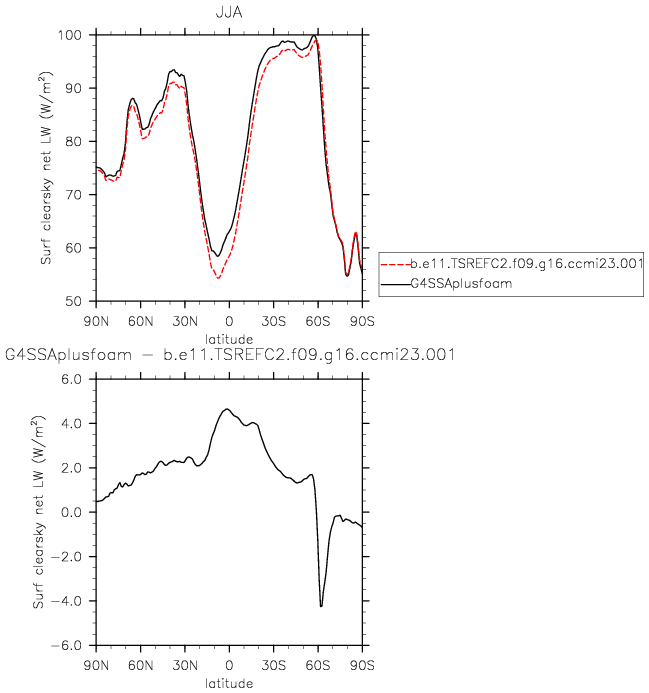 JJA
Surf clearsky net LW (W/m²)
100
90
80
70
60
50
90N 60N 30N 0 30S 60S 90S
latitude
b.e11.TSREFC2.f09.g16.ccmi23.001
G4SSAplusfoam
G4SSAplusfoam − b.e11.TSREFC2.f09.g16.ccmi23.001
Surf clearsky net LW (W/m²)
6.0
4.0
2.0
0.0
−2.0
−4.0
−6.0
90N 60N 30N 0 30S 60S 90S
latitude